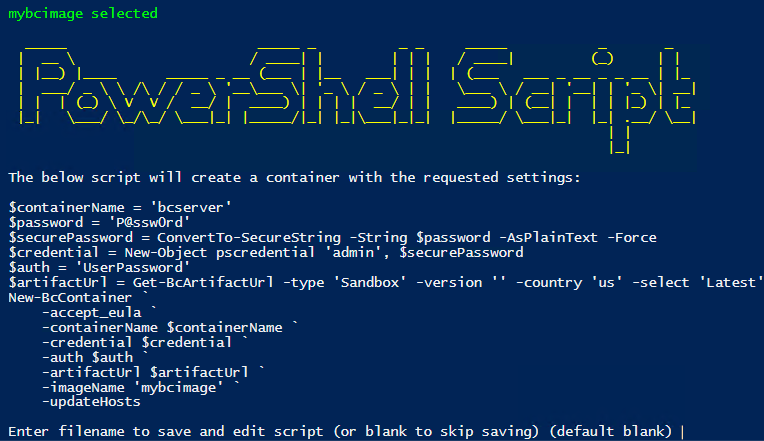 mybcimage selected
PowerShell Script
The below script will create a container with the requested settings:
$containerName = 'bcserver'
$password = 'P@ssw0rd'
$securePassword = ConvertTo-SecureString -String $password -AsPlainText -Force
$credential = New-Object pscredential 'admin', $securePassword
$auth = 'UserPassword'
$artifactUrl = Get-BcArtifactUrl -type 'Sandbox' -version '' -country 'us' -select 'Latest'
New-BcContainer `
-accept_eula `
-containerName $containerName `
-credential $credential `
-auth $auth `
-artifactUrl $artifactUrl `
-imageName 'mybcimage' `
-updateHosts
Enter filename to save and edit script (or blank to skip saving) (default blank)